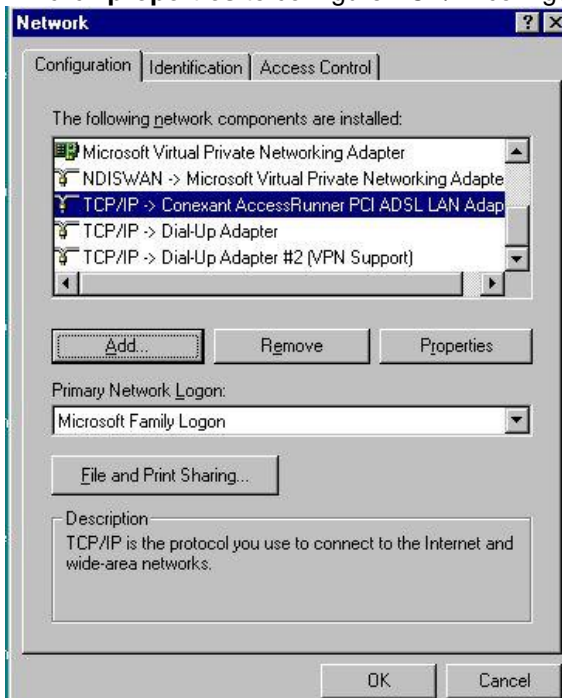 properties to configure
Network
Configuration Identification Access Control
The following network components are installed:
Microsoft Virtual Private Networking Adapter
NDISWAN -> Microsoft Virtual Private Networking Adapte
TCP/IP -> Conexant AccessRunner PCI ADSL LAN Adap
TCP/IP -> Dial-Up Adapter
TCP/IP -> Dial-Up Adapter #2 (VPN Support)
Add... Remove Properties
Primary Network Logon:
Microsoft Family Logon
File and Print Sharing...
Description
TCP/IP is the protocol you use to connect to the Internet and
wide-area networks.
OK Cancel